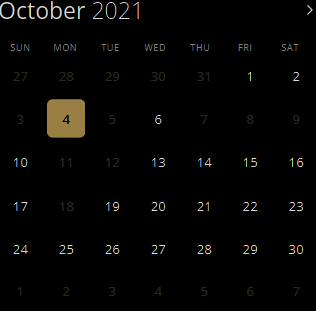 October 2021
SUN MON TUE WED THU FRI SAT
27 28 29 30 31 1 2
3 4 5 6 7 8 9
10 11 12 13 14 15 16
17 18 19 20 21 22 23
24 25 26 27 28 29 30
1 2 3 4 5 6 7